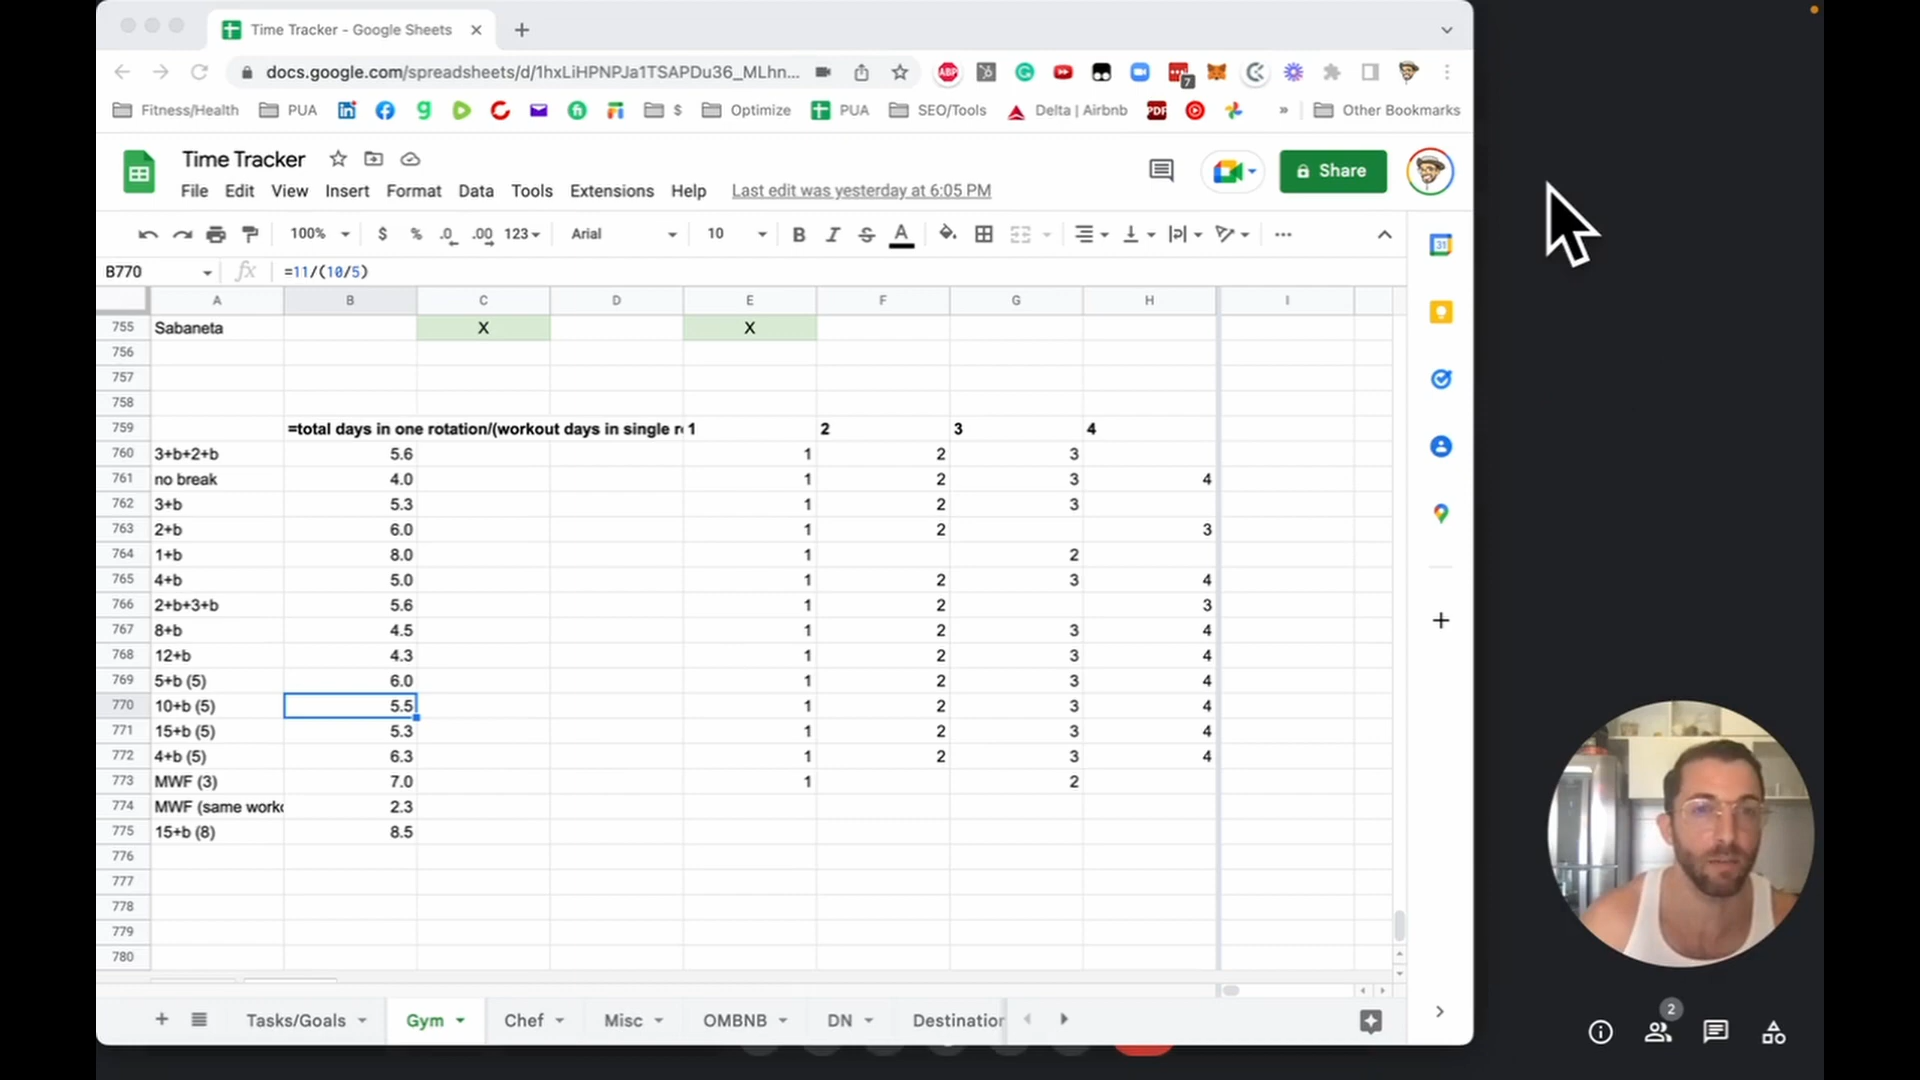 Time Tracker - Google Sheets
docs.google.com/spreadsheets/d/1hxLiHPNPJa1TSAPDu36_MLhn...
ABP
7
Fitness/Health PUA $ Optimize PUA SEO/Tools Delta | Airbnb PDF » Other Bookmarks
Time Tracker
Share
File Edit View Insert Format Data Tools Extensions Help Last edit was yesterday at 6:05 PM
100% $ % .0 .00 123 Arial 10 B I S A
31
B770 fx =11/(10/5)
A B C D E F G H I
755 Sabaneta X X
756
757
758
759 =total days in one rotation/(workout days in single r 1 2 3 4
760 3+b+2+b 5.6 1 2 3
761 no break 4.0 1 2 3 4
762 3+b 5.3 1 2 3
763 2+b 6.0 1 2 3
764 1+b 8.0 1 2
765 4+b 5.0 1 2 3 4
766 2+b+3+b 5.6 1 2 3
767 8+b 4.5 1 2 3 4
768 12+b 4.3 1 2 3 4
769 5+b (5) 6.0 1 2 3 4
770 10+b (5) 5.5 1 2 3 4
771 15+b (5) 5.3 1 2 3 4
772 4+b (5) 6.3 1 2 3 4
773 MWF (3) 7.0 1 2
774 MWF (same worko 2.3
775 15+b (8) 8.5
776
777
778
779
780
Tasks/Goals Gym Chef Misc OMBNB DN Destination
2